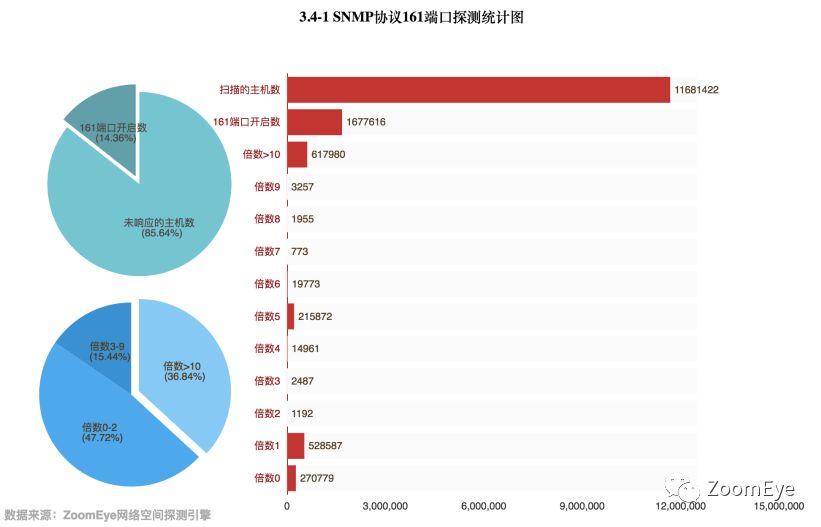 3.4-1 SNMP协议161端口探测统计图
161端口开启数
(14.36%)
未响应的主机数
(85.64%)
倍数3-9
(15.44%)
倍数>10
(36.84%)
倍数0-2
(47.72%)
扫描的主机数 11681422
161端口开启数 1677616
倍数>10 617980
倍数9 3257
倍数8 1955
倍数7 773
倍数6 19773
倍数5 215872
倍数4 14961
倍数3 2487
倍数2 1192
倍数1 528587
倍数0 270779
0 3,000,000 6,000,000 9,000,000 12,000,000 15,000,000
ZoomEye
数据来源：ZoomEye网络空间探测引擎